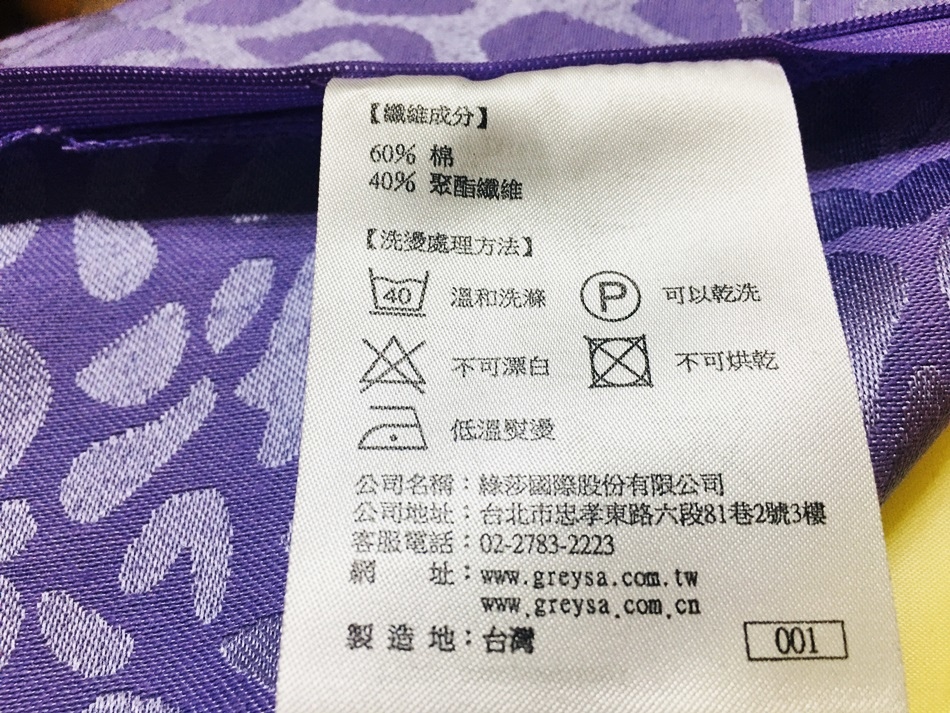 【纖維成分】
60% 棉
40% 聚酯纖維
【洗燙處理方法】
40 溫和洗滌 P 可以乾洗
不可漂白 不可烘乾
低溫熨燙
公司名稱：綠莎國際股份有限公司
公司地址：台北市忠孝東路六段81巷2號3樓
客服電話：02-2783-2223
網 址：www.greysa.com.tw
www.greysa.com.cn
製造地：台灣
001